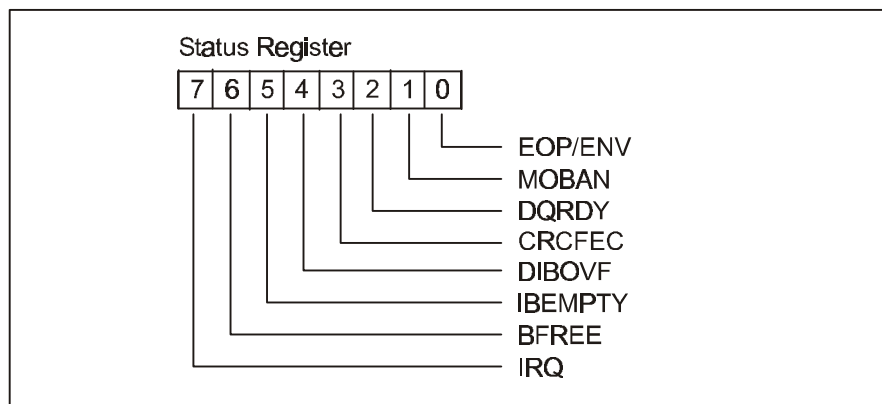 Status Register
7 6 5 4 3 2 1 0
EOP/ENV
MOBAN
DQRDY
CRCFEC
DIBOVF
IBEMPTY
BFREE
IRQ